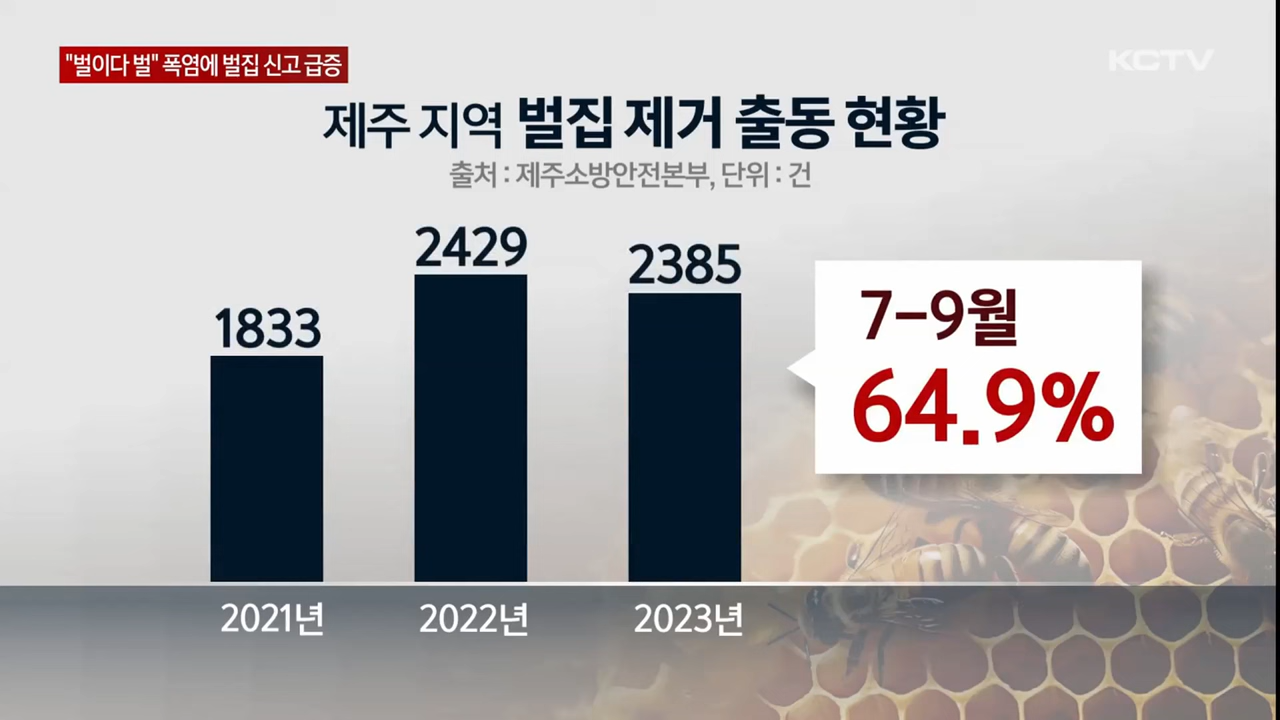 "벌이다 벌" 폭염에 벌집 신고 급증
KCTV
제주 지역 벌집 제거 출동 현황
출처 : 제주소방안전본부, 단위 : 건
1833
2429
2385
7-9월
64.9%
2021년
2022년
2023년